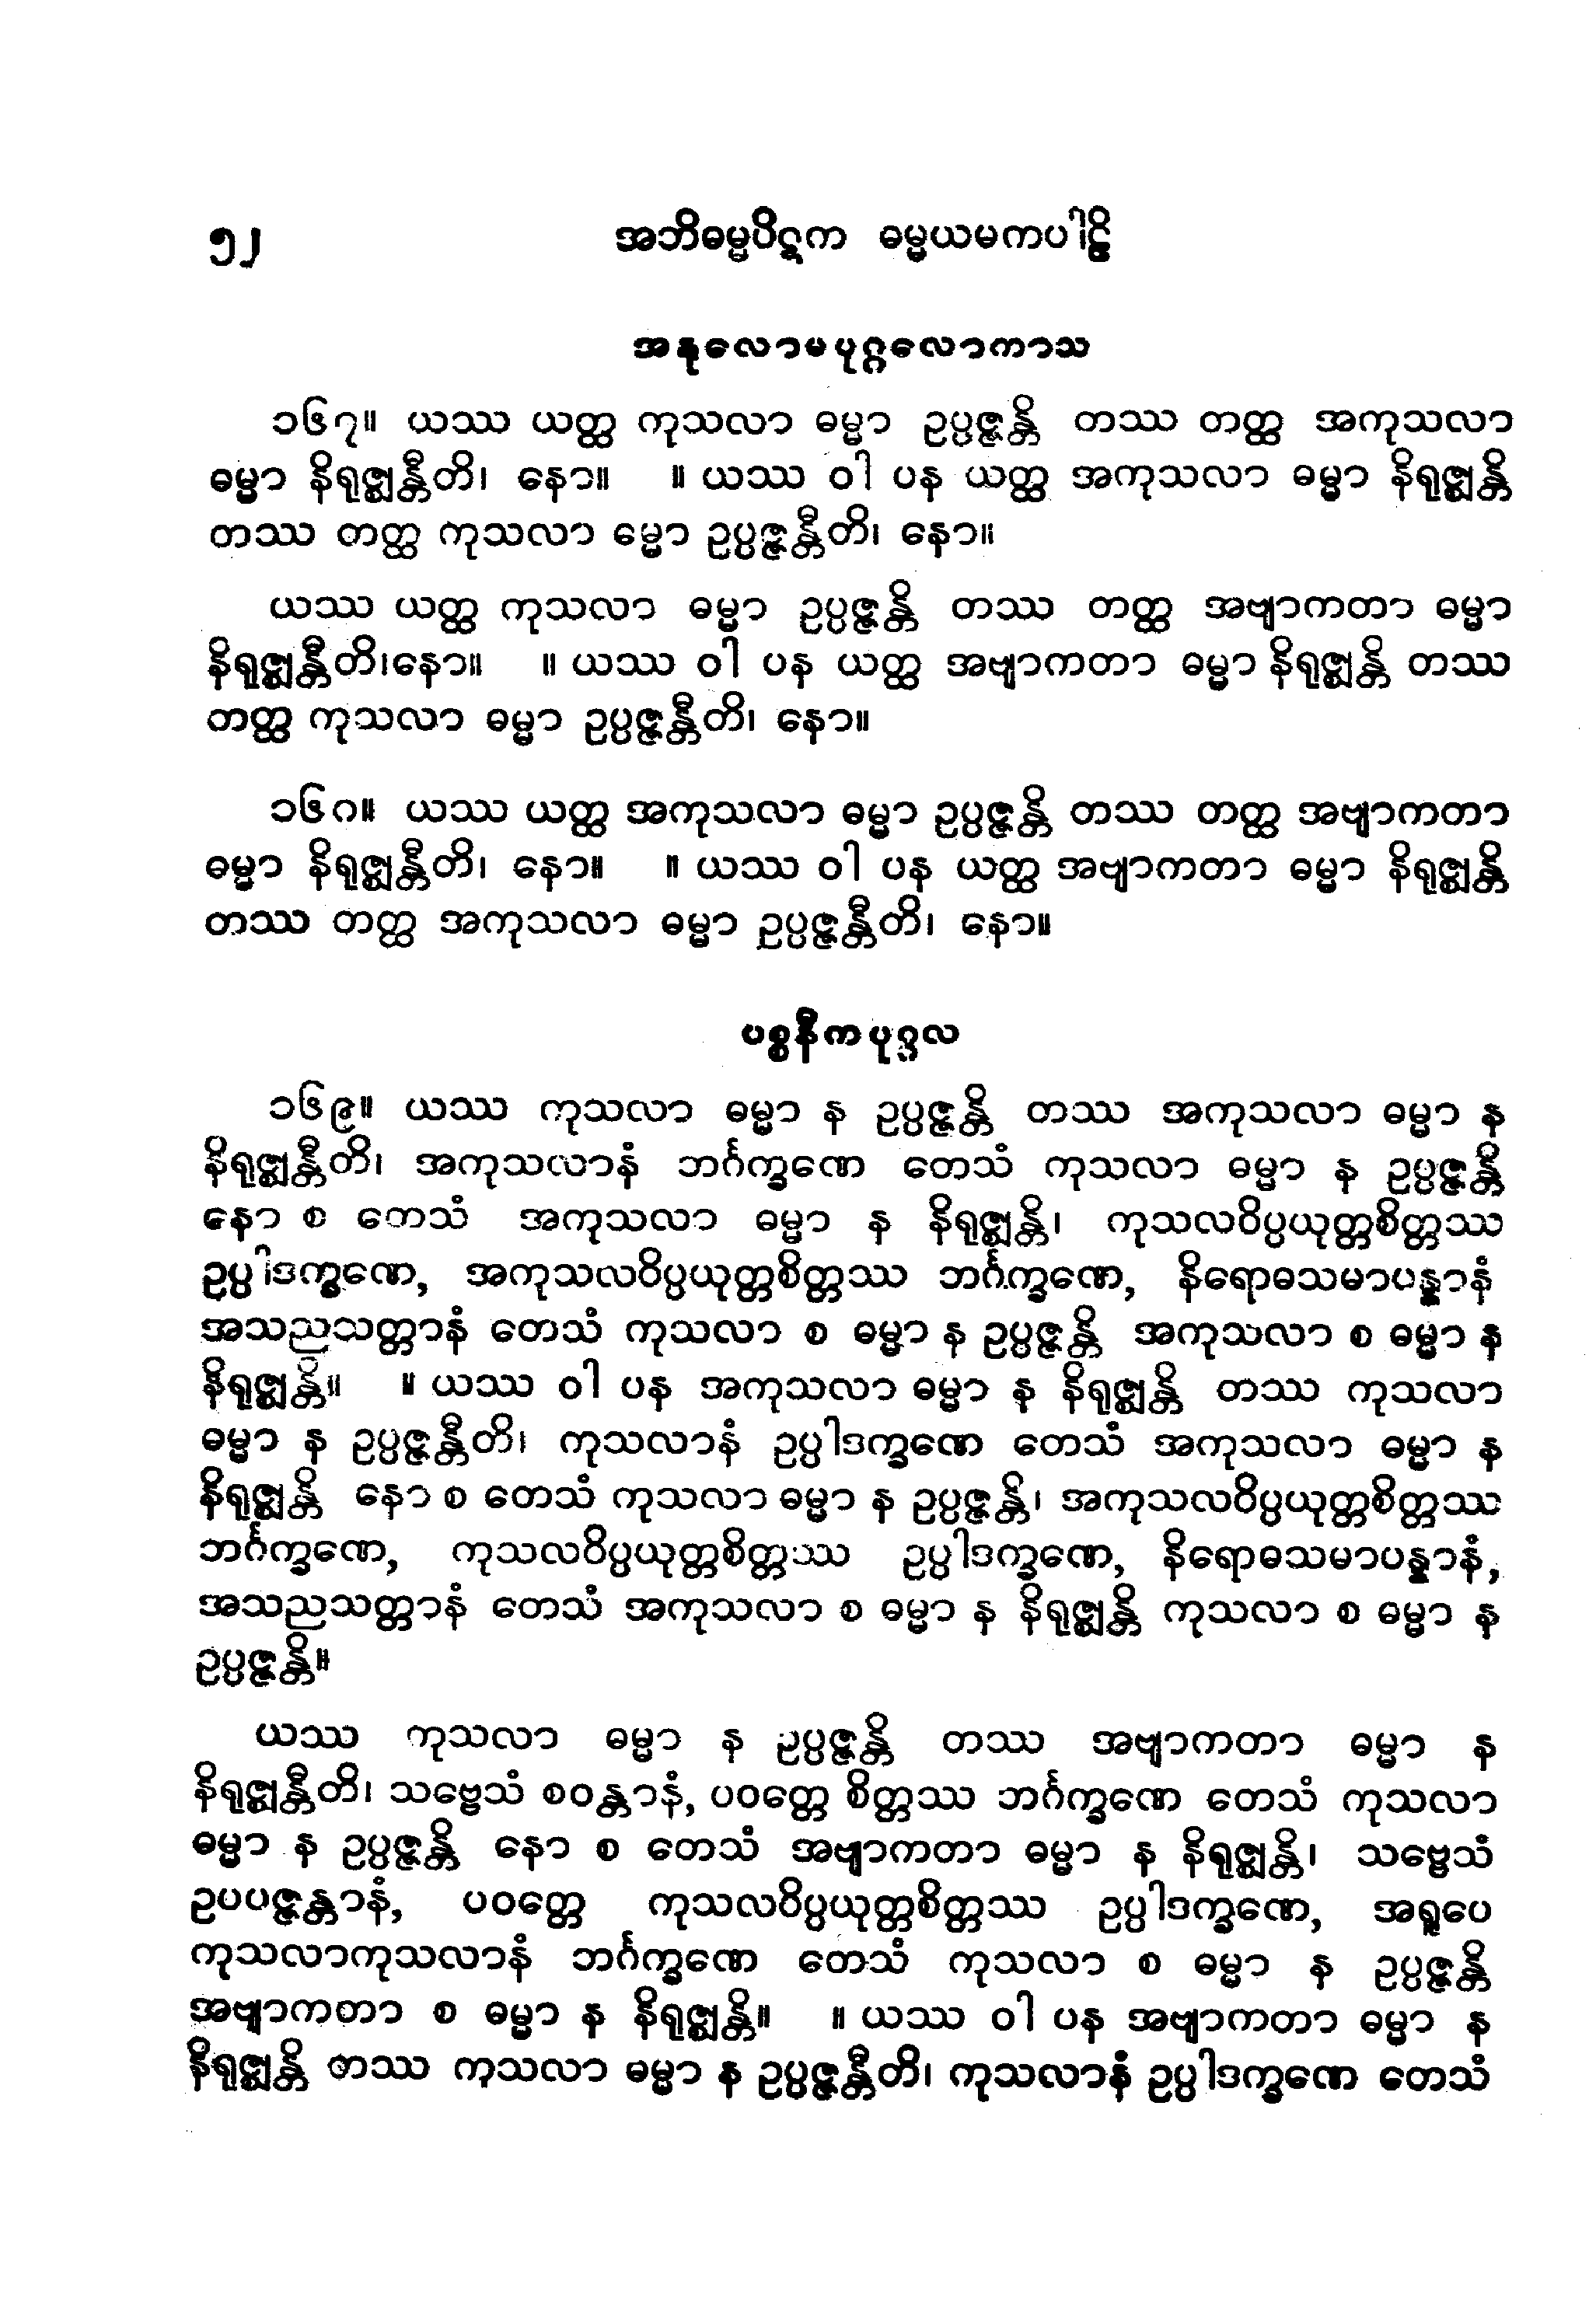 ၅၂ အဘိဓမ္မပိဋက ဓမ္မယမကပါဠိ
အနုလောမပုဂ္ဂလောကာသ
၁၆၇။ ယဿ ယတ္ထ ကုသလာ ဓမ္မာ ဥပ္ပဇ္ဇန္တိ တဿ တတ္ထ အကုသလာ
ဓမ္မာ နိရုဇ္ဈန္တီတိ၊ နော။ ။ ယဿ ဝါ ပန ယတ္ထ အကုသလာ ဓမ္မာ နိရုဇ္ဈန္တိ
တဿ တတ္ထ ကုသလာ မ္မော ဥပ္ပဇ္ဇန္တီတိ၊ နော။
ယဿ ယတ္ထ ကုသလာ ဓမ္မာ ဥပ္ပဇ္ဇန္တိ တဿ တတ္ထ အဗျာကတာ ဓမ္မာ
နိရုဇ္ဈန္တီတိ၊နော။ ။ ယဿ ဝါ ပန ယတ္ထ အဗျာကတာ ဓမ္မာ နိရုဇ္ဈန္တိ တဿ
တတ္ထ ကုသလာ ဓမ္မာ ဥပ္ပဇ္ဇန္တီတိ၊ နော။
၁၆၈။ ယဿ ယတ္ထ အကုသလာ ဓမ္မာ ဥပ္ပဇ္ဇန္တိ တဿ တတ္ထ အဗျာကတာ
ဓမ္မာ နိရုဇ္ဈန္တီတိ၊ နော။ ။ ယဿ ဝါ ပန ယတ္ထ အဗျာကတာ ဓမ္မာ နိရုဇ္ဈန္တိ
တဿ တတ္ထ အကုသလာ ဓမ္မာ ဥပ္ပဇ္ဇန္တီတိ၊ နော။
ပစ္စနီကပုဂ္ဂလ
၁၆၉။ ယဿ ကုသလာ ဓမ္မာ န ဥပ္ပဇ္ဇန္တိ တဿ အကုသလာ ဓမ္မာ န
နိရုဇ္ဈန္တီတိ၊ အကုသလာနံ ဘင်္ဂက္ခဏေ တေသံ ကုသလာ ဓမ္မာ န ဥပ္ပဇ္ဇန္တိ
နော စ တေသံ အကုသလာ ဓမ္မာ န နိရုဇ္ဈန္တိ၊ ကုသလဝိပ္ပယုတ္တစိတ္တဿ
ဥပ္ပါဒက္ခဏေ, အကုသလဝိပ္ပယုတ္တစိတ္တဿ ဘင်္ဂက္ခဏေ, နိရောဓသမာပန္နာနံ
အသညသတ္တာနံ တေသံ ကုသလာ စ ဓမ္မာ န ဥပ္ပဇ္ဇန္တိ အကုသလာ စ ဓမ္မာ န
နိရုဇ္ဈန္တိ။ ။ ယဿ ဝါ ပန အကုသလာ ဓမ္မာ န နိရုဇ္ဈန္တိ တဿ ကုသလာ
ဓမ္မာ န ဥပ္ပဇ္ဇန္တီတိ၊ ကုသလာနံ ဥပ္ပါဒက္ခဏေ တေသံ အကုသလာ ဓမ္မာ န
နိရုဇ္ဈန္တိ နော စ တေသံ ကုသလာ ဓမ္မာ န ဥပ္ပဇ္ဇန္တိ၊ အကုသလဝိပ္ပယုတ္တစိတ္တဿ
ဘင်္ဂက္ခဏေ, ကုသလဝိပ္ပယုတ္တစိတ္တဿ ဥပ္ပါဒက္ခဏေ, နိရောဓသမာပန္နာနံ,
အသညသတ္တာနံ တေသံ အကုသလာ စ ဓမ္မာ န နိရုဇ္ဈန္တိ ကုသလာ စ ဓမ္မာ န
ဥပ္ပဇ္ဇန္တိ။
ယဿ ကုသလာ ဓမ္မာ န ဥပ္ပဇ္ဇန္တိ တဿ အဗျာကတာ ဓမ္မာ န
နိရုဇ္ဈန္တီတိ၊ သဗ္ဗေသံ စဝန္တာနံ, ပဝတ္တေ စိတ္တဿ ဘင်္ဂက္ခဏေ တေသံ ကုသလာ
ဓမ္မာ န ဥပ္ပဇ္ဇန္တိ နော စ တေသံ အဗျာကတာ ဓမ္မာ န နိရုဇ္ဈန္တိ၊ သဗ္ဗေသံ
ဥပပဇ္ဇန္တာနံ, ပဝတ္တေ ကုသလဝိပ္ပယုတ္တစိတ္တဿ ဥပ္ပါဒက္ခဏေ, အရူပေ
ကုသလာကုသလာနံ ဘင်္ဂက္ခဏေ တေသံ ကုသလာ စ ဓမ္မာ န ဥပ္ပဇ္ဇန္တိ
အဗျာကတာ စ ဓမ္မာ န နိရုဇ္ဈန္တိ။ ။ ယဿ ဝါ ပန အဗျာကတာ ဓမ္မာ န
နိရုဇ္ဈန္တိ တဿ ကုသလာ ဓမ္မာ န ဥပ္ပဇ္ဇန္တီတိ၊ ကုသလာနံ ဥပ္ပါဒက္ခဏေ တေသံ